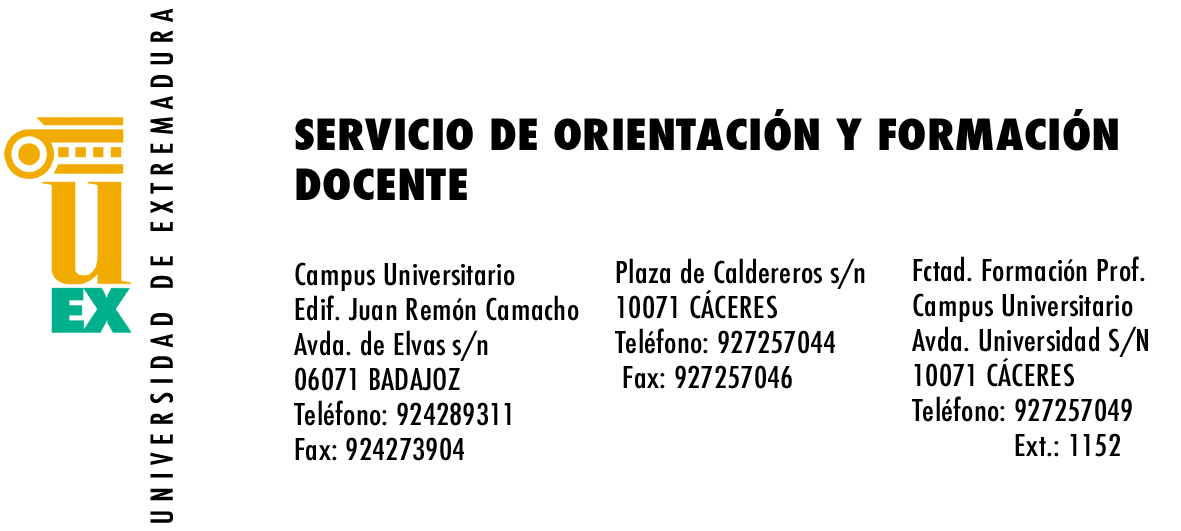 UNIVERSIDAD DE EXTREMADURA
u
EX
SERVICIO DE ORIENTACIÓN Y FORMACIÓN
DOCENTE
Campus Universitario
Edif. Juan Remón Camacho
Avda. de Elvas s/n
06071 BADAJOZ
Teléfono: 924289311
Fax: 924273904
Plaza de Caldereros s/n
10071 CÁCERES
Teléfono: 927257044
Fax: 927257046
Fctad. Formación Prof.
Campus Universitario
Avda. Universidad S/N
10071 CÁCERES
Teléfono: 927257049
Ext.: 1152